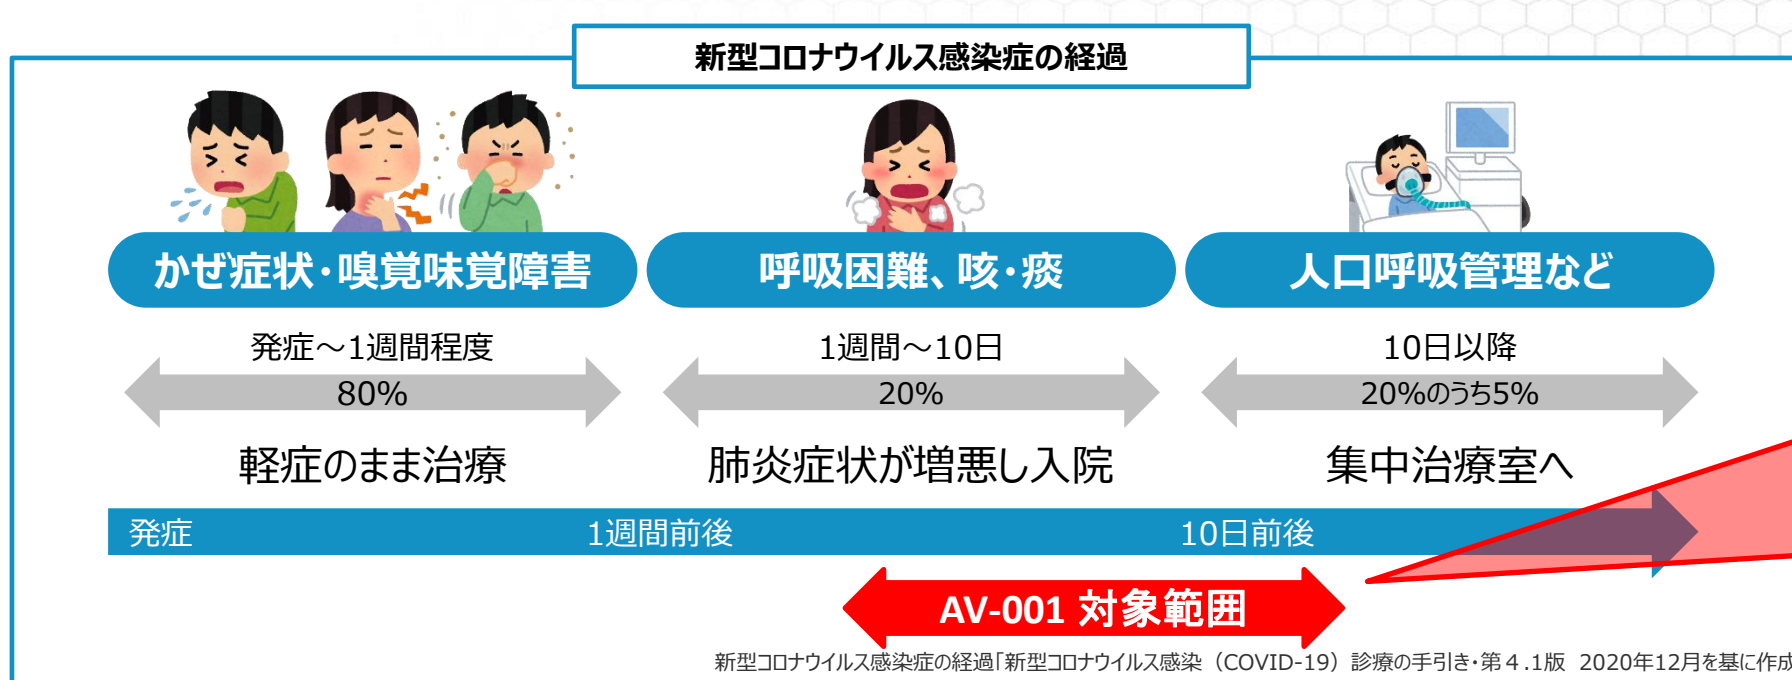 新型コロナウイルス感染症の経過
かぜ症状・嗅覚味覚障害
呼吸困難、咳・痰
人口呼吸管理など
発症～1週間程度
1週間～10日
10日以降
80%
20%
20%のうち5%
軽症のまま治療
肺炎症状が増悪し入院
集中治療室へ
発症
1週間前後
10日前後
AV-001 対象範囲
新型コロナウイルス感染症の経過「新型コロナウイルス感染（COVID-19）診療の手引き・第４.1版 2020年12月を基に作成